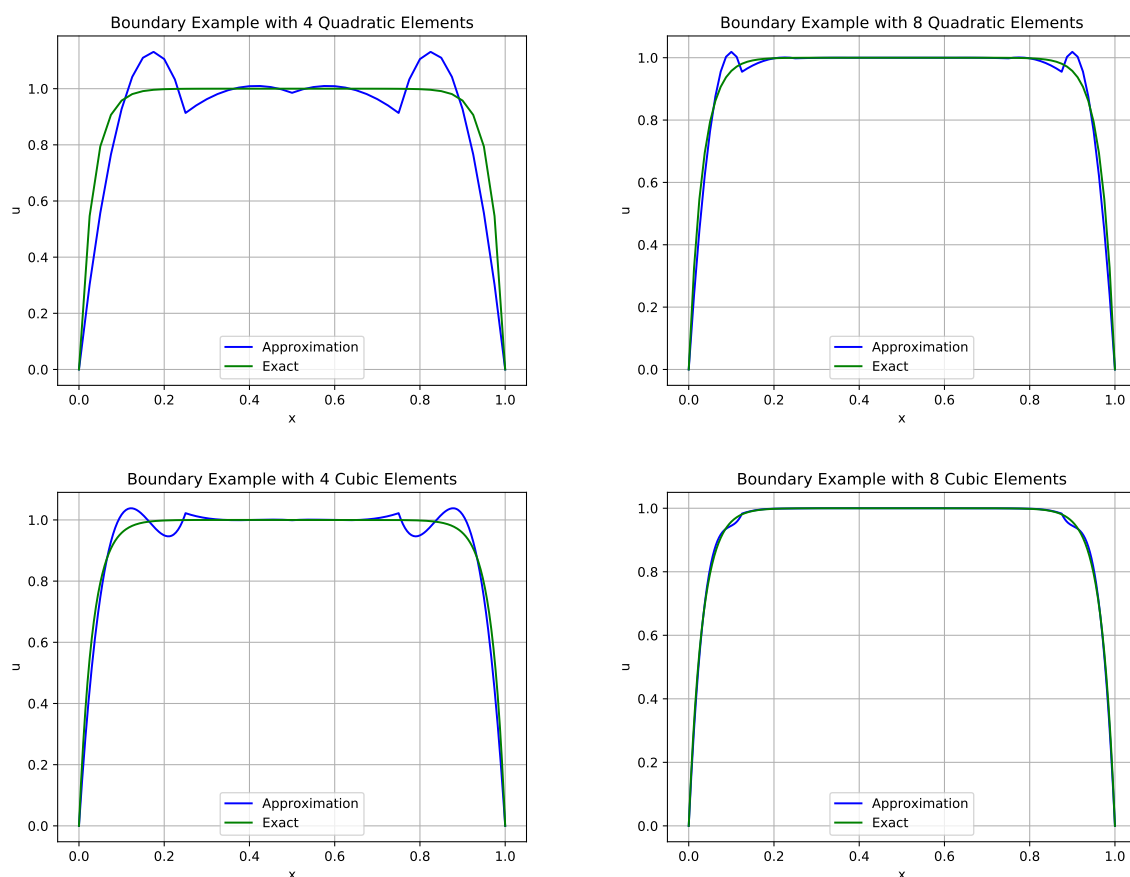 Boundary Example with 4 Quadratic Elements
1.0
0.8
0.6
0.4
0.2
0.0
u
Approximation
Exact
0.0 0.2 0.4 0.6 0.8 1.0
x
Boundary Example with 8 Quadratic Elements
1.0
0.8
0.6
0.4
0.2
0.0
u
Approximation
Exact
0.0 0.2 0.4 0.6 0.8 1.0
x
Boundary Example with 4 Cubic Elements
1.0
0.8
0.6
0.4
0.2
0.0
u
Approximation
Exact
0.0 0.2 0.4 0.6 0.8 1.0
x
Boundary Example with 8 Cubic Elements
1.0
0.8
0.6
0.4
0.2
0.0
u
Approximation
Exact
0.0 0.2 0.4 0.6 0.8 1.0
x